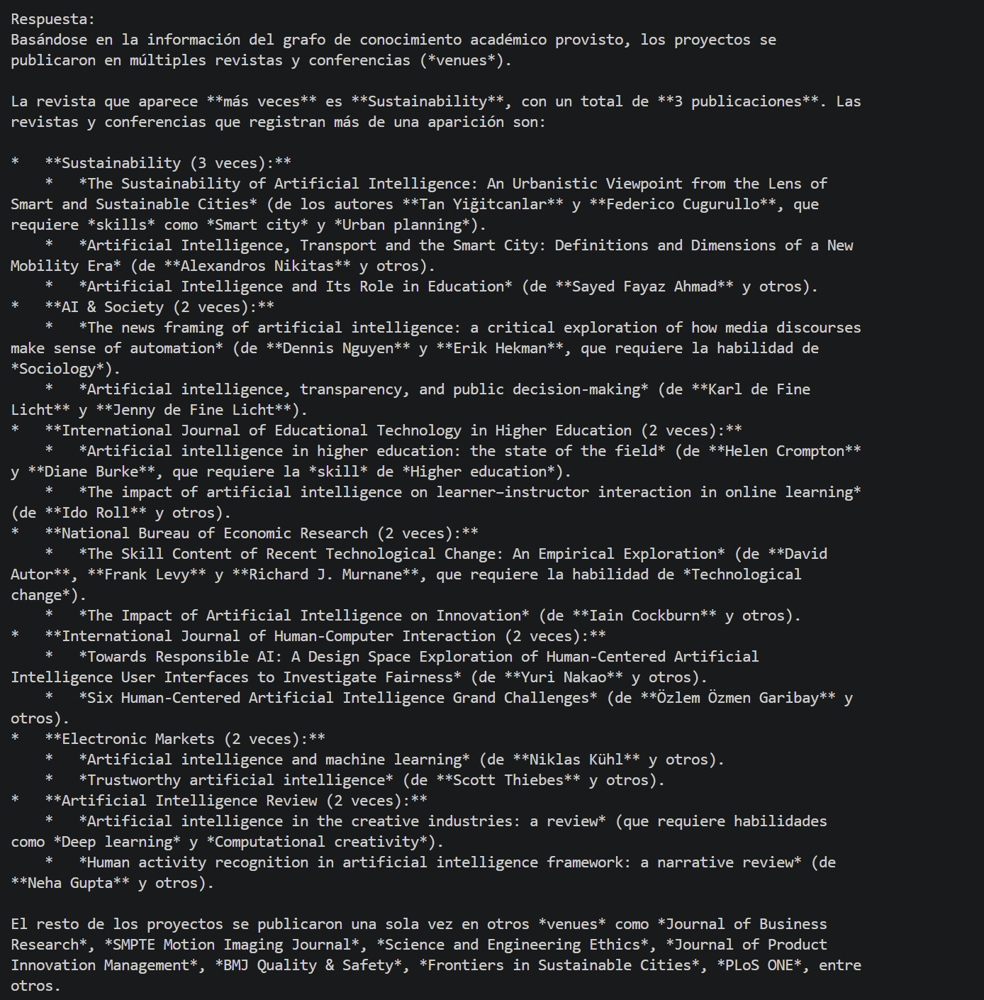 Respuesta:
Basándose en la información del grafo de conocimiento académico provisto, los proyectos se
publicaron en múltiples revistas y conferencias (*venues*).

La revista que aparece **más veces** es **Sustainability**, con un total de **3 publicaciones**. Las
revistas y conferencias que registran más de una aparición son:

*   **Sustainability (3 veces):**
    *   *The Sustainability of Artificial Intelligence: An Urbanistic Viewpoint from the Lens of
Smart and Sustainable Cities* (de los autores **Tan Yiğitcanlar** y **Federico Cugurullo**, que
requiere *skills* como *Smart city* y *Urban planning*).
    *   *Artificial Intelligence, Transport and the Smart City: Definitions and Dimensions of a New
Mobility Era* (de **Alexandros Nikitas** y otros).
    *   *Artificial Intelligence and Its Role in Education* (de **Sayed Fayaz Ahmad** y otros).
*   **AI & Society (2 veces):**
    *   *The news framing of artificial intelligence: a critical exploration of how media discourses
make sense of automation* (de **Dennis Nguyen** y **Erik Hekman**, que requiere la habilidad de
*Sociology*).
    *   *Artificial intelligence, transparency, and public decision-making* (de **Karl de Fine
Licht** y **Jenny de Fine Licht**).
*   **International Journal of Educational Technology in Higher Education (2 veces):**
    *   *Artificial intelligence in higher education: the state of the field* (de **Helen Crompton**
y **Diane Burke**, que requiere la *skill* de *Higher education*).
    *   *The impact of artificial intelligence on learner–instructor interaction in online learning*
(de **Ido Roll** y otros).
*   **National Bureau of Economic Research (2 veces):**
    *   *The Skill Content of Recent Technological Change: An Empirical Exploration* (de **David
Autor**, **Frank Levy** y **Richard J. Murnane**, que requiere la habilidad de *Technological
change*).
    *   *The Impact of Artificial Intelligence on Innovation* (de **Iain Cockburn** y otros).
*   **International Journal of Human-Computer Interaction (2 veces):**
    *   *Towards Responsible AI: A Design Space Exploration of Human-Centered Artificial
Intelligence User Interfaces to Investigate Fairness* (de **Yuri Nakao** y otros).
    *   *Six Human-Centered Artificial Intelligence Grand Challenges* (de **Özlem Özmen Garibay** y
otros).
*   **Electronic Markets (2 veces):**
    *   *Artificial intelligence and machine learning* (de **Niklas Kühl** y otros).
    *   *Trustworthy artificial intelligence* (de **Scott Thiebes** y otros).
*   **Artificial Intelligence Review (2 veces):**
    *   *Artificial intelligence in the creative industries: a review* (que requiere habilidades
como *Deep learning* y *Computational creativity*).
    *   *Human activity recognition in artificial intelligence framework: a narrative review* (de
**Neha Gupta** y otros).

El resto de los proyectos se publicaron una sola vez en otros *venues* como *Journal of Business
Research*, *SMPTE Motion Imaging Journal*, *Science and Engineering Ethics*, *Journal of Product
Innovation Management*, *BMJ Quality & Safety*, *Frontiers in Sustainable Cities*, *PLoS ONE*, entre
otros.